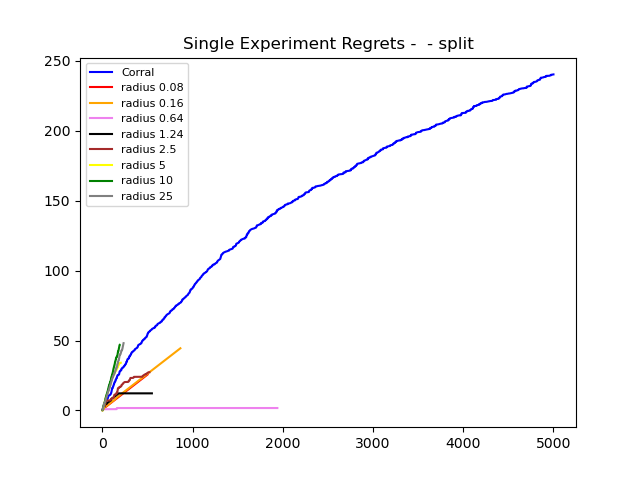 Single Experiment Regrets -  - split
250
200
150
100
50
0
Corral
radius 0.08
radius 0.16
radius 0.64
radius 1.24
radius 2.5
radius 5
radius 10
radius 25
0 1000 2000 3000 4000 5000